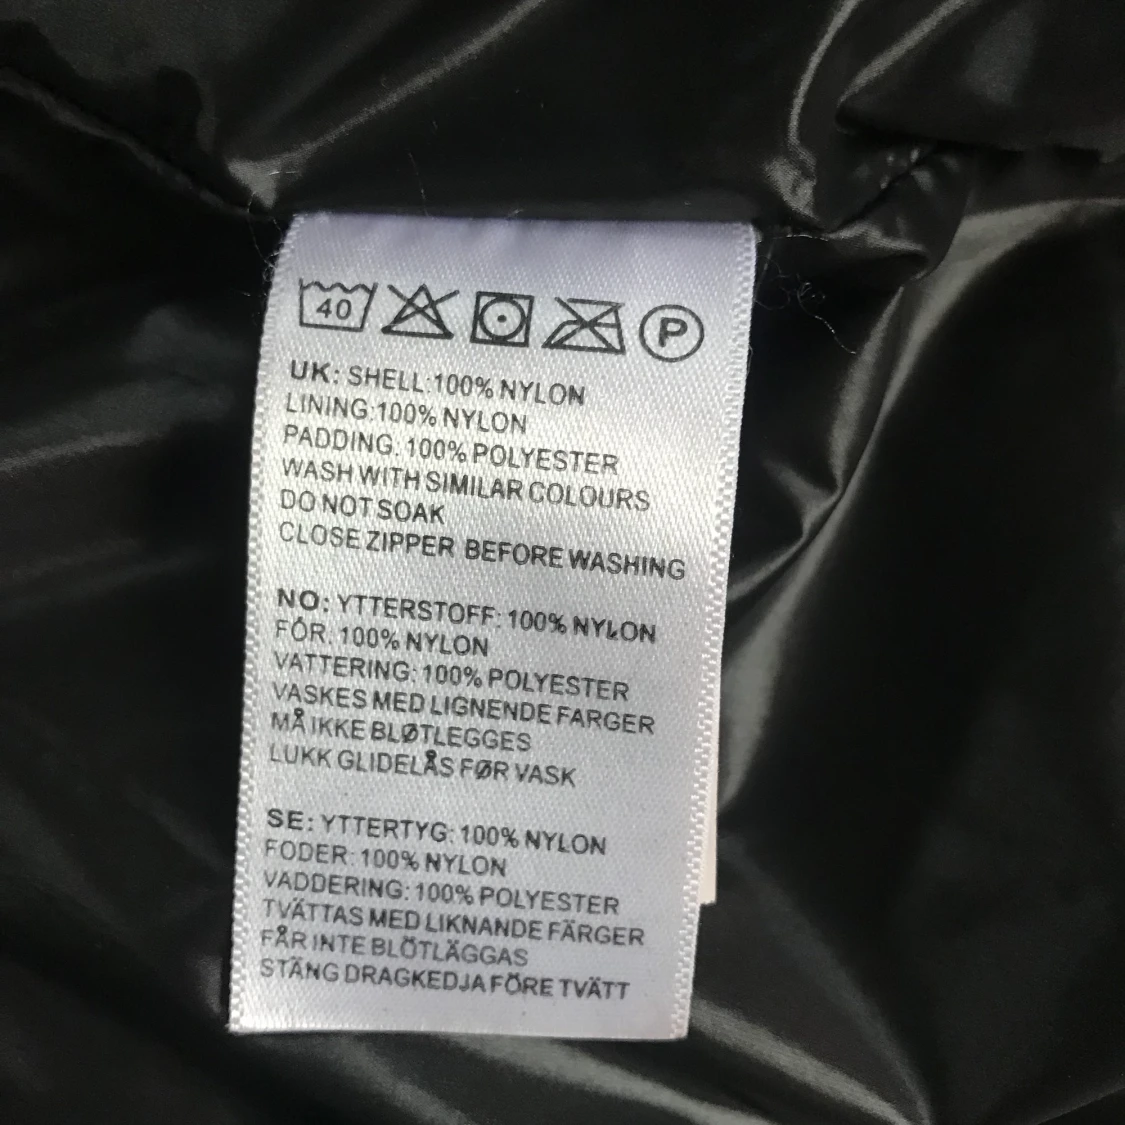 40 P
UK: SHELL:100% NYLON
LINING:100% NYLON
PADDING: 100% POLYESTER
WASH WITH SIMILAR COLOURS
DO NOT SOAK
CLOSE ZIPPER BEFORE WASHING
NO: YTTERSTOFF: 100% NYLON
FÓR: 100% NYLON
VATTERING: 100% POLYESTER
VASKES MED LIGNENDE FARGER
MÅ IKKE BLØTLEGGES
LUKK GLIDELÅS FØR VASK
SE: YTTERTYG: 100% NYLON
FODER: 100% NYLON
VADDERING: 100% POLYESTER
TVÄTTAS MED LIKNANDE FÄRGER
FÅR INTE BLÖTLÄGGAS
STÄNG DRAGKEDJA FÖRE TVÄTT